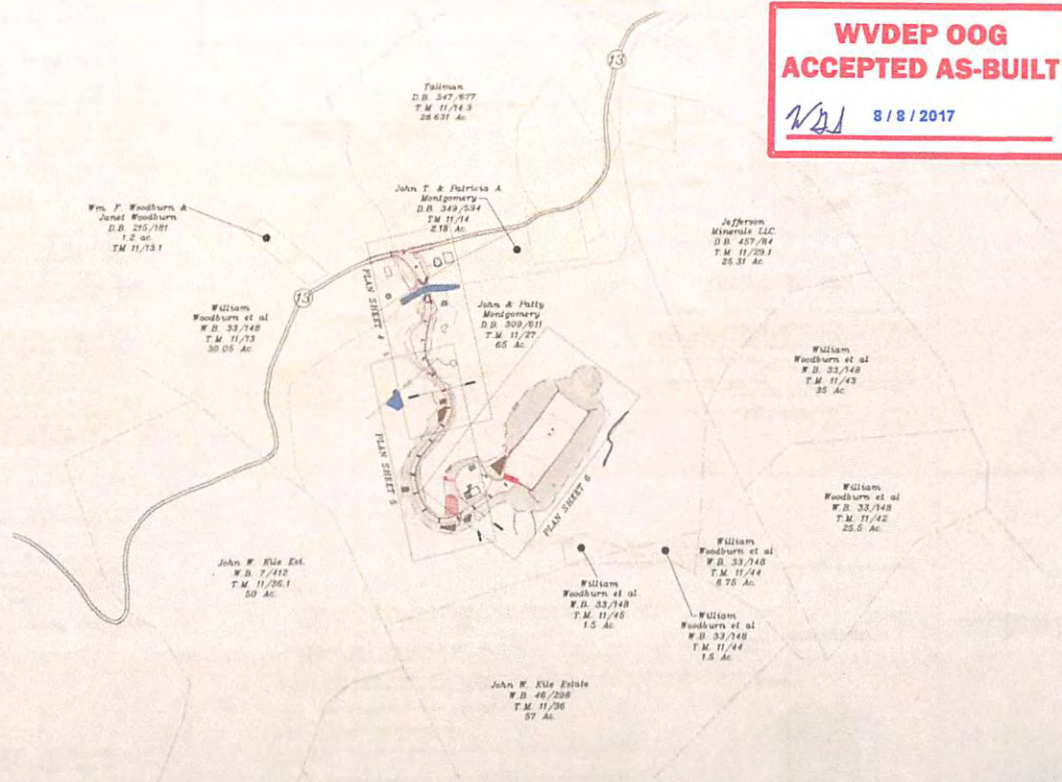 WVDEP OOG
ACCEPTED AS-BUILT
8 / 8 / 2017
13
Tallman
D.B. 347/677
T.M. 11/14.3
28.631 Ac.
John T. & Patricia A.
Montgomery
D.B. 349/594
TM 11/14
2.18 Ac.
Wm. F. Woodburn &
Janet Woodburn
D.B. 215/181
1.2 ac.
TM 11/13.1
Jefferson
Minerals LLC.
D.B. 457/84
T.M. 11/29.1
25.31 Ac.
13
William
Woodburn et al
W.B. 33/148
T.M. 11/13
30.05 Ac.
PLAN SHEET 4
John & Patty
Montgomery
D.B. 309/611
T.M. 11/27
65 Ac.
William
Woodburn et al
W.B. 33/148
T.M. 11/43
35 Ac.
PLAN SHEET 5
PLAN SHEET 6
William
Woodburn et al
W.B. 33/148
T.M. 11/42
25.5 Ac.
John W. Kile Est.
W.B. 7/412
T.M. 11/36.1
50 Ac.
William
Woodburn et al
W.B. 33/148
T.M. 11/45
1.5 Ac.
William
Woodburn et al
W.B. 33/148
T.M. 11/44
6.75 Ac.
William
Woodburn et al
W.B. 33/148
T.M. 11/44
1.5 Ac.
John W. Kile Estate
W.B. 46/298
T.M. 11/36
57 Ac.